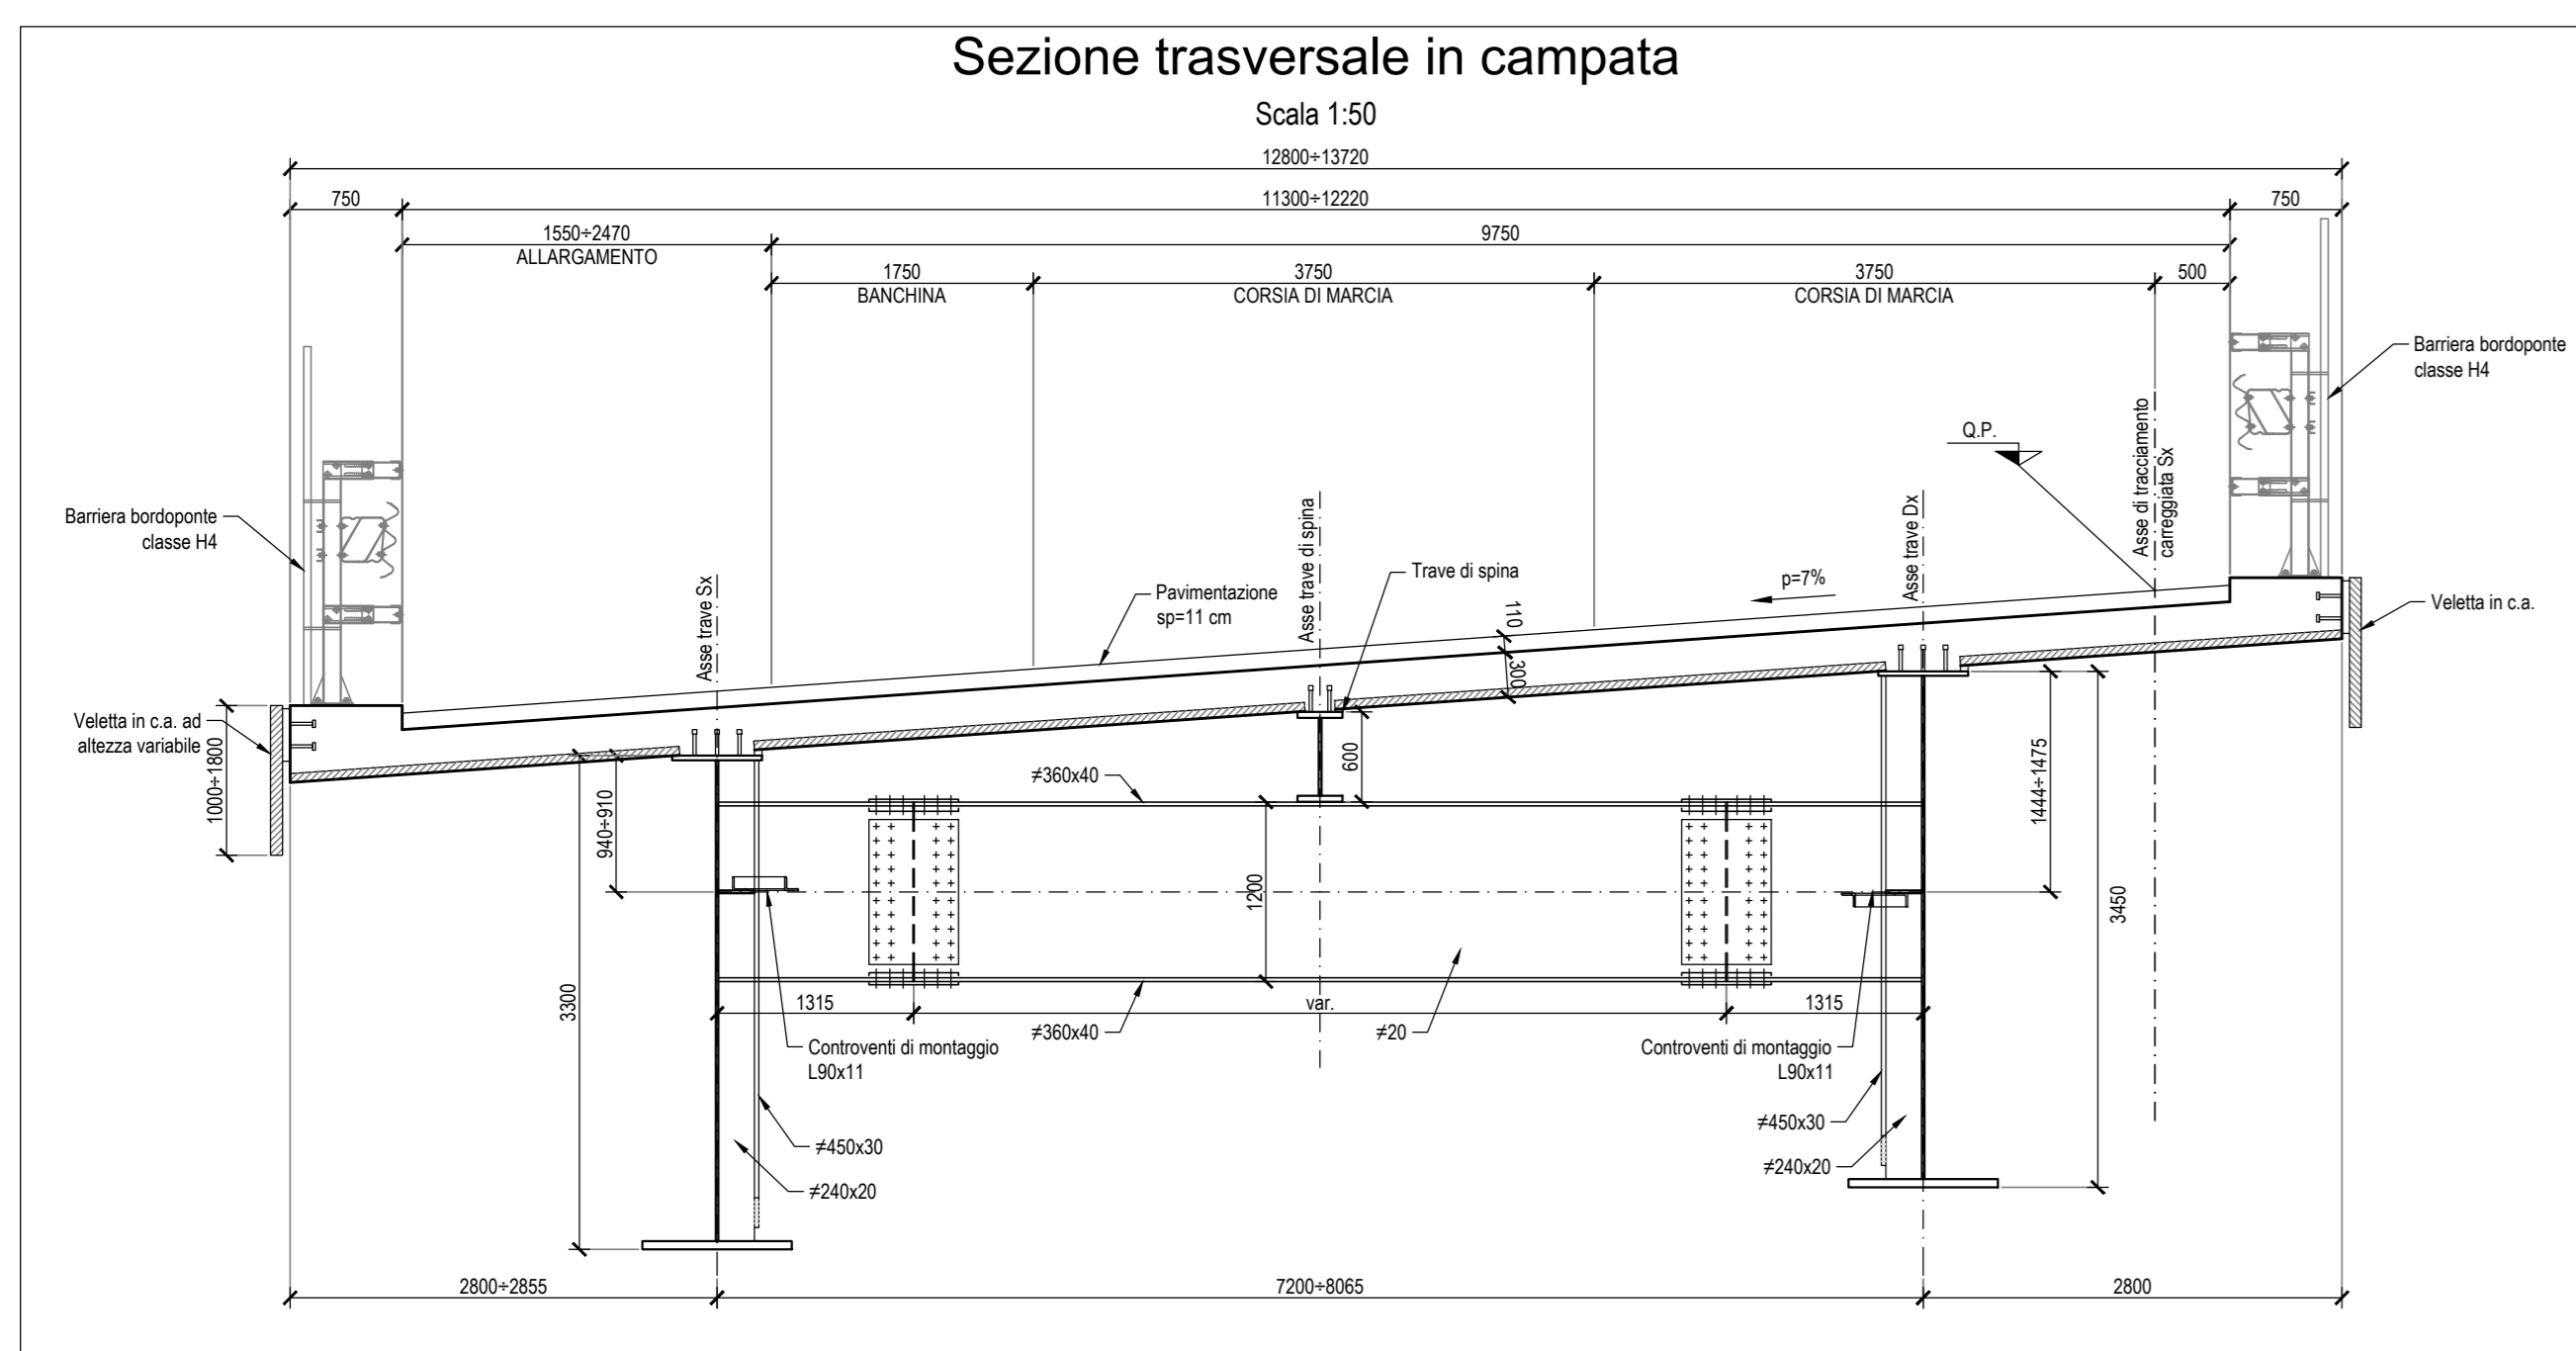 Sezione trasversale in campata
Scala 1:50
12800÷13720
750
11300÷12220
750
1550÷2470
ALLARGAMENTO
9750
1750
BANCHINA
3750
CORSIA DI MARCIA
3750
CORSIA DI MARCIA
500
Barriera bordoponte
classe H4
Barriera bordoponte
classe H4
Q.P.
Asse di tracciamento
carreggiata Sx
Asse trave Dx
Asse trave di spina
Asse trave Sx
Trave di spina
p=7%
Pavimentazione
sp=11 cm
110
300
Veletta in c.a.
Veletta in c.a. ad
altezza variabile
1000÷1800
940÷910
≠360x40
600
1444÷1475
1200
3450
3300
1315
var.
1315
≠360x40
≠20
Controventi di montaggio
L90x11
Controventi di montaggio
L90x11
≠450x30
≠450x30
≠240x20
≠240x20
2800÷2855
7200÷8065
2800